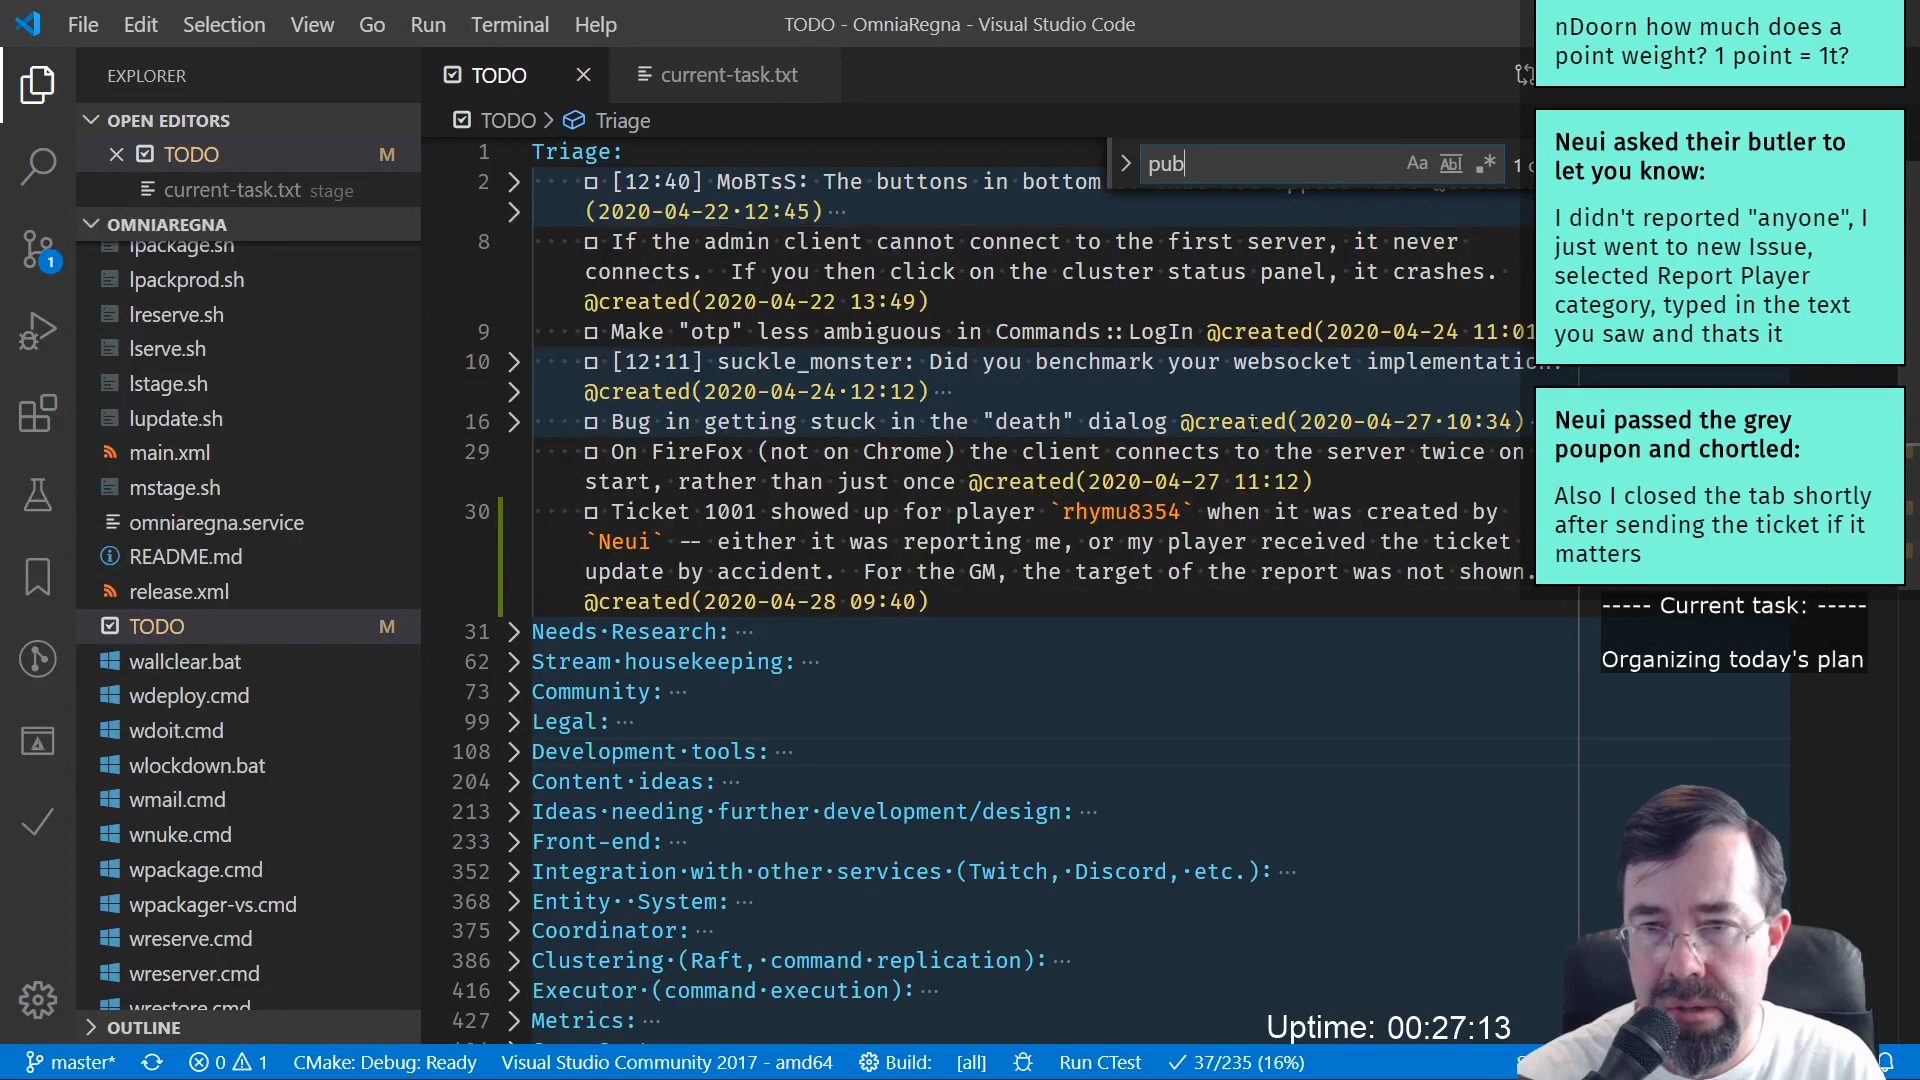 File Edit Selection View Go Run Terminal Help
TODO - OmniaRegna - Visual Studio Code
EXPLORER
OPEN EDITORS
TODO M
current-task.txt stage
OMNIAREGNA
lpackage.sh
lpackprod.sh
lreserve.sh
lserve.sh
lstage.sh
lupdate.sh
main.xml
mstage.sh
omniaregna.service
README.md
release.xml
TODO M
wallclear.bat
wdeploy.cmd
wdoit.cmd
wlockdown.bat
wmail.cmd
wnuke.cmd
wpackage.cmd
wpackager-vs.cmd
wreserve.cmd
wreserver.cmd
wrestore.cmd
OUTLINE
1
TODO
current-task.txt
TODO > Triage
pub
Aa Abl .*
1 o
1 Triage:
2 □ [12:40] MoBTsS: The buttons in bottom
(2020-04-22·12:45)…
8 □ If the admin client cannot connect to the first server, it never
connects. If you then click on the cluster status panel, it crashes.
@created(2020-04-22 13:49)
9 □ Make "otp" less ambiguous in Commands::LogIn @created(2020-04-24 11:01
10 □ [12:11] suckle_monster: Did you benchmark your websocket implementatio
@created(2020-04-24·12:12)…
16 □ Bug in getting stuck in the "death" dialog @created(2020-04-27·10:34)
29 □ On FireFox (not on Chrome) the client connects to the server twice on
start, rather than just once @created(2020-04-27 11:12)
30 □ Ticket 1001 showed up for player `rhymu8354` when it was created by
`Neui` -- either it was reporting me, or my player received the ticket
update by accident. For the GM, the target of the report was not shown.
@created(2020-04-28 09:40)
31 Needs·Research:…
62 Stream·housekeeping:…
73 Community:…
99 Legal:…
108 Development·tools:…
204 Content·ideas:…
213 Ideas·needing·further·development/design:…
233 Front-end:…
352 Integration·with·other·services·(Twitch,·Discord,·etc.):…
368 Entity··System:…
375 Coordinator:…
386 Clustering·(Raft,·command·replication):…
416 Executor·(command·execution):…
427 Metrics:…
nDoorn how much does a
point weight? 1 point = 1t?
Neui asked their butler to
let you know:
I didn't reported "anyone", I
just went to new Issue,
selected Report Player
category, typed in the text
you saw and thats it
Neui passed the grey
poupon and chortled:
Also I closed the tab shortly
after sending the ticket if it
matters
----- Current task: -----
Organizing today's plan
Uptime: 00:27:13
master* 0 1 CMake: Debug: Ready Visual Studio Community 2017 - amd64 Build: [all] Run CTest 37/235 (16%)